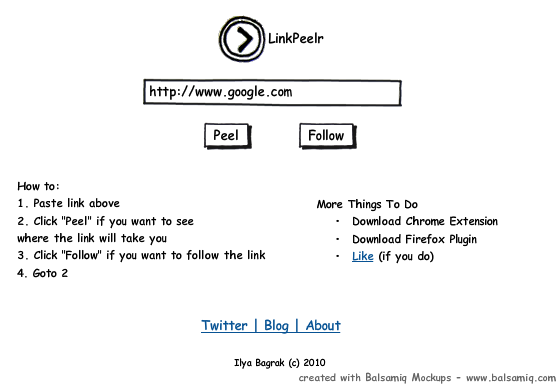 LinkPeelr
http://www.google.com
Peel
Follow
How to:
1. Paste link above
2. Click "Peel" if you want to see
where the link will take you
3. Click "Follow" if you want to follow the link
4. Goto 2
More Things To Do
• Download Chrome Extension
• Download Firefox Plugin
• Like (if you do)
Twitter | Blog | About
Ilya Bagrak (c) 2010
created with Balsamiq Mockups - www.balsamiq.com